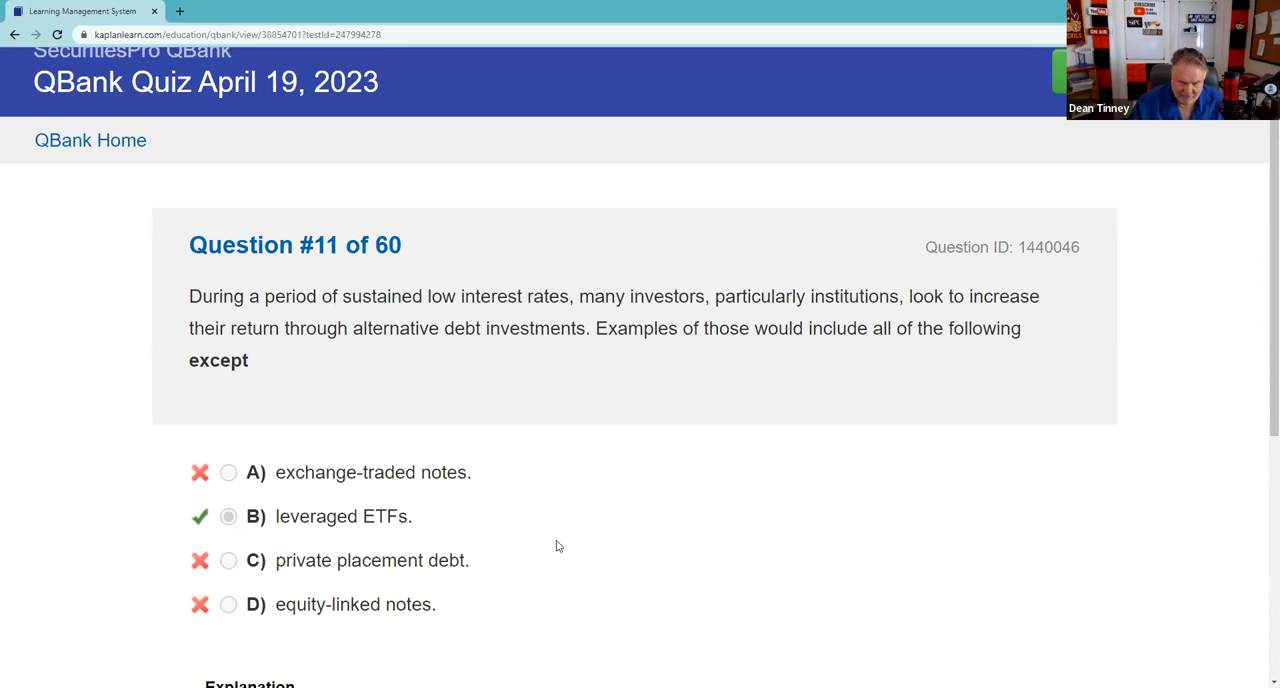 Learning Management System
kaplanlearn.com/education/qbank/view/38854701?testId=247994278
SecuritiesPro QBank
QBank Quiz April 19, 2023
SUBSCRIBE
ON AIR
Dean Tinney
QBank Home
Question #11 of 60
Question ID: 1440046
During a period of sustained low interest rates, many investors, particularly institutions, look to increase
their return through alternative debt investments. Examples of those would include all of the following
except
A) exchange-traded notes.
B) leveraged ETFs.
C) private placement debt.
D) equity-linked notes.
Explanation